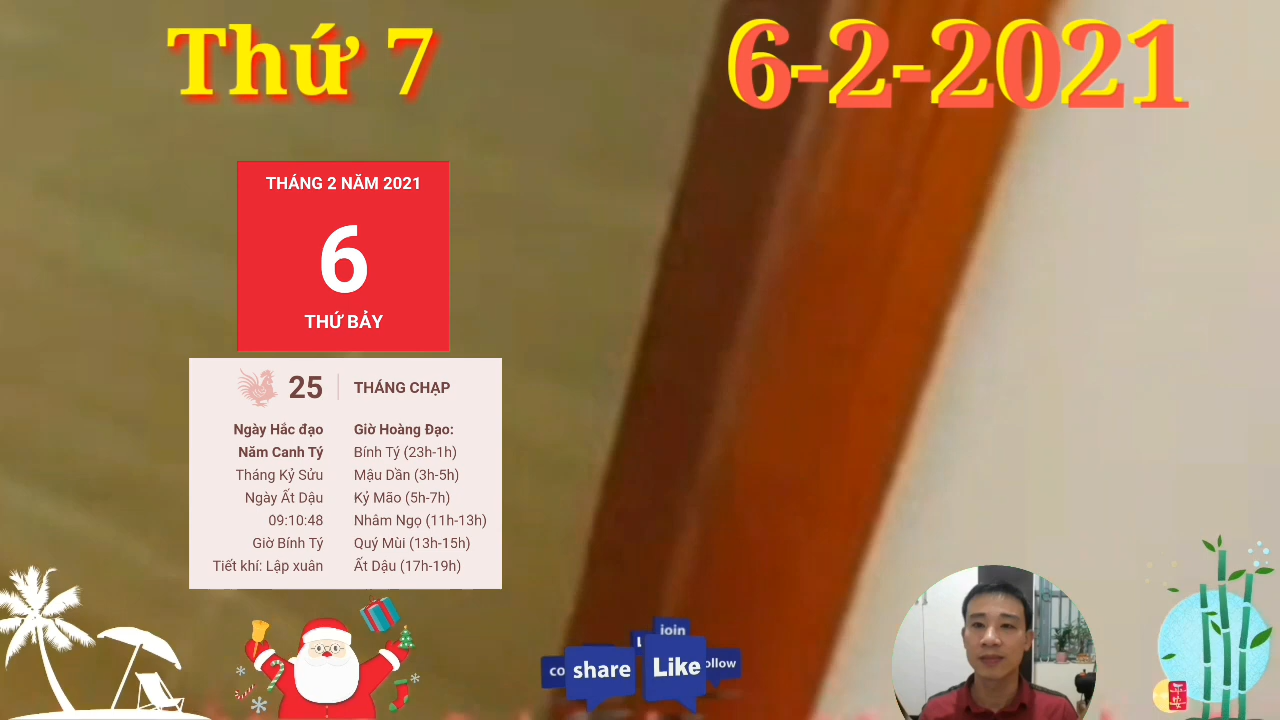 Thứ 7
6-2-2021
THÁNG 2 NĂM 2021
6
THỨ BẢY
25
THÁNG CHẠP
Ngày Hắc đạo
Năm Canh Tý
Tháng Kỷ Sửu
Ngày Ất Dậu
09:10:48
Giờ Bính Tý
Tiết khí: Lập xuân
Giờ Hoàng Đạo:
Bính Tý (23h-1h)
Mậu Dần (3h-5h)
Kỷ Mão (5h-7h)
Nhâm Ngọ (11h-13h)
Quý Mùi (13h-15h)
Ất Dậu (17h-19h)
join
co share Like ollow